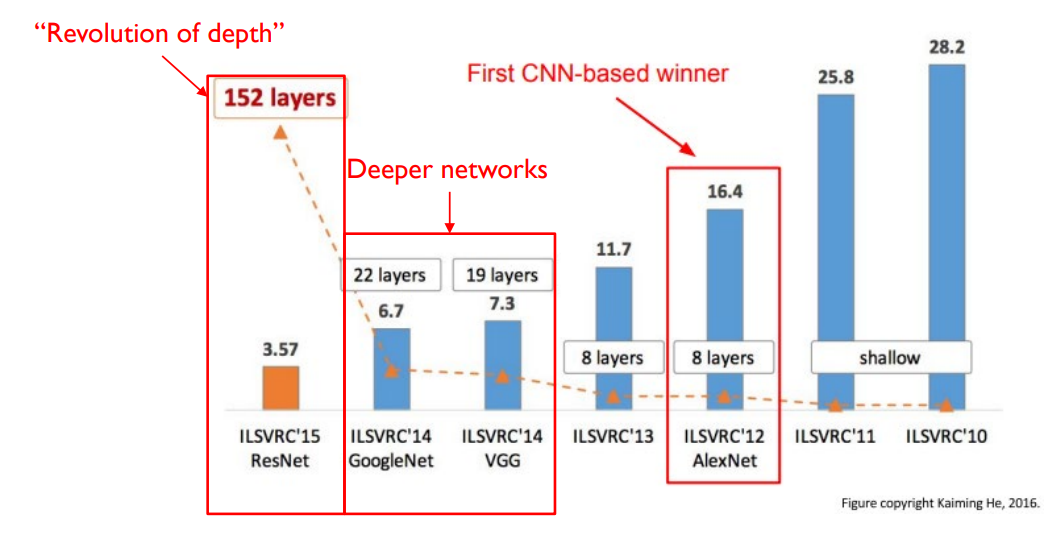 “Revolution of depth”
152 layers
First CNN-based winner
Deeper networks
22 layers
19 layers
8 layers
8 layers
shallow
3.57
6.7
7.3
11.7
16.4
25.8
28.2
ILSVRC'15
ResNet
ILSVRC'14
GoogleNet
ILSVRC'14
VGG
ILSVRC'13
ILSVRC'12
AlexNet
ILSVRC'11
ILSVRC'10
Figure copyright Kaiming He, 2016.